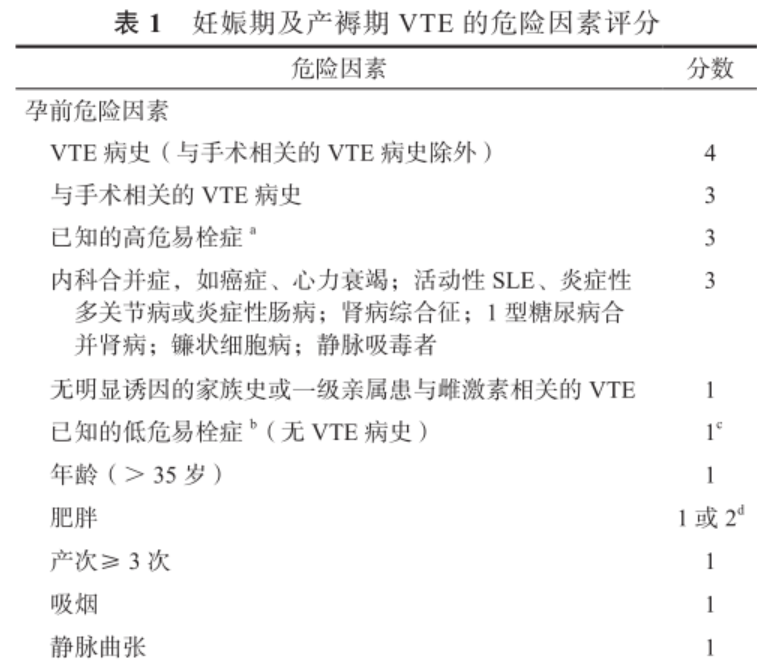 表 1 妊娠期及产褥期 VTE 的危险因素评分
危险因素 分数
孕前危险因素
VTE 病史（与手术相关的 VTE 病史除外） 4
与手术相关的 VTE 病史 3
已知的高危易栓症 a 3
内科合并症，如癌症、心力衰竭；活动性 SLE、炎症性 3
多关节病或炎症性肠病；肾病综合征；1 型糖尿病合
并肾病；镰状细胞病；静脉吸毒者
无明显诱因的家族史或一级亲属患与雌激素相关的 VTE 1
已知的低危易栓症 b（无 VTE 病史） 1c
年龄（＞ 35 岁） 1
肥胖 1 或 2d
产次≥ 3 次 1
吸烟 1
静脉曲张 1